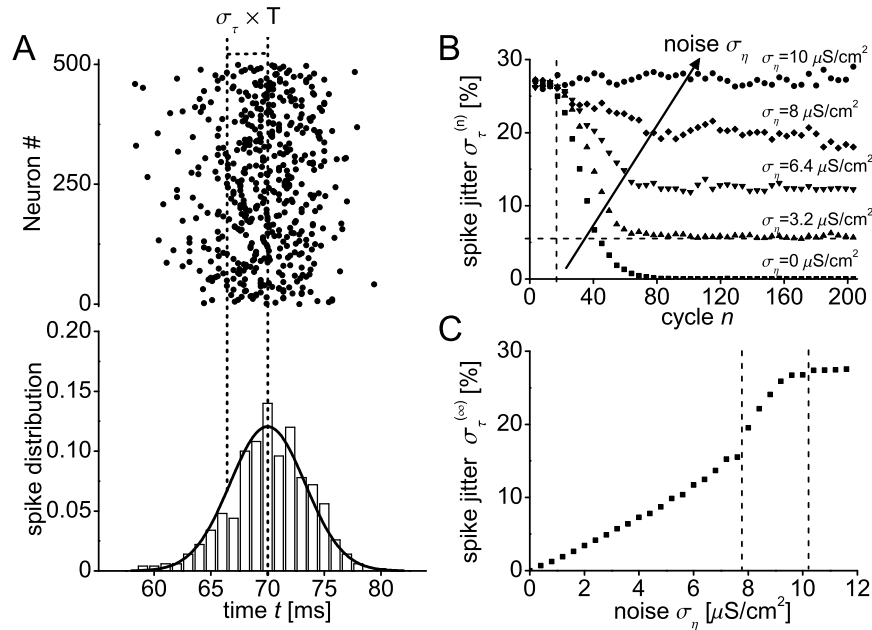 A
σ_τ × T
Neuron #
500
250
0
spike distribution
0.20
0.15
0.10
0.05
0.00
60 65 70 75 80
time t [ms]
B
spike jitter σ_τ^(n) [%]
30
20
10
0
noise σ_η
σ_η=10 μS/cm²
σ_η=8 μS/cm²
σ_η=6.4 μS/cm²
σ_η=3.2 μS/cm²
σ_η=0 μS/cm²
0 40 80 120 160 200
cycle n
C
spike jitter σ_τ^(∞) [%]
30
20
10
0
0 2 4 6 8 10 12
noise σ_η [μS/cm²]